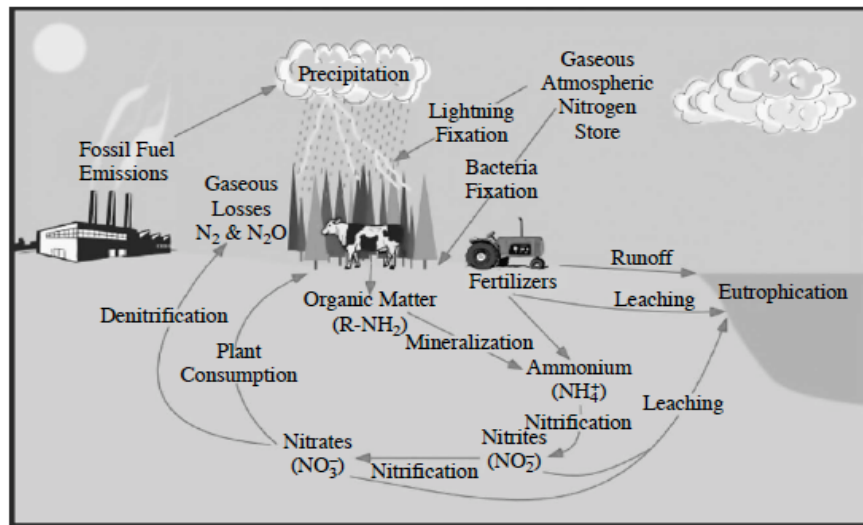 Precipitation
Gaseous
Atmospheric
Nitrogen
Store
Lightning
Fixation
Fossil Fuel
Emissions
Bacteria
Fixation
Gaseous
Losses
N₂ & N₂O
Runoff
Fertilizers
Leaching
Eutrophication
Organic Matter
(R-NH₂)
Denitrification
Mineralization
Plant
Consumption
Ammonium
(NH₄⁺)
Leaching
Nitrification
Nitrates
(NO₃⁻)
Nitrites
(NO₂⁻)
Nitrification